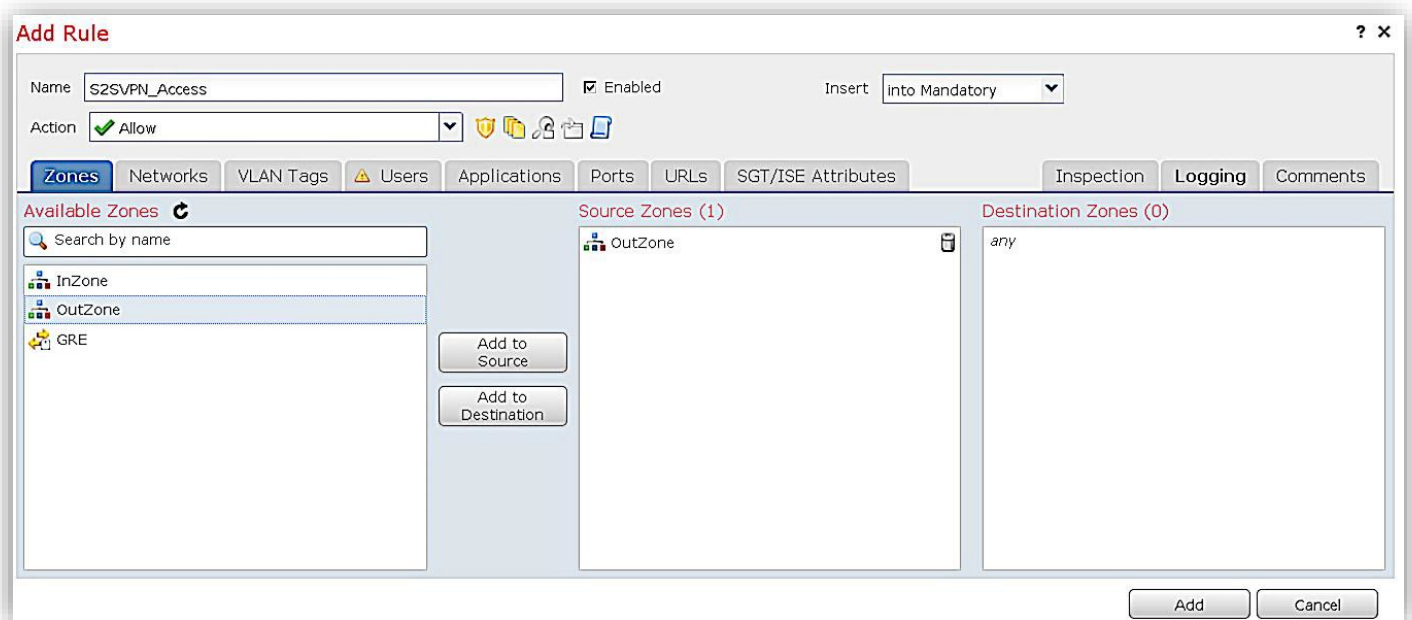 Add Rule ? ×
Name S2SVPN_Access Enabled Insert into Mandatory
Action Allow
Zones Networks VLAN Tags Users Applications Ports URLs SGT/ISE Attributes Inspection Logging Comments
Available Zones Source Zones (1) Destination Zones (0)
Search by name OutZone any
InZone
OutZone
GRE
Add to
Source
Add to
Destination
Add Cancel